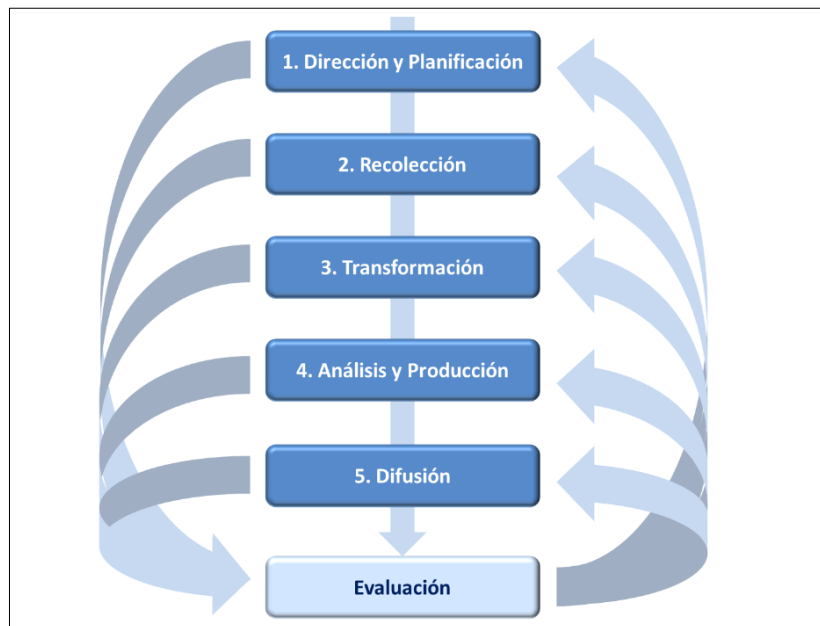 1. Dirección y Planificación
2. Recolección
3. Transformación
4. Análisis y Producción
5. Difusión
Evaluación